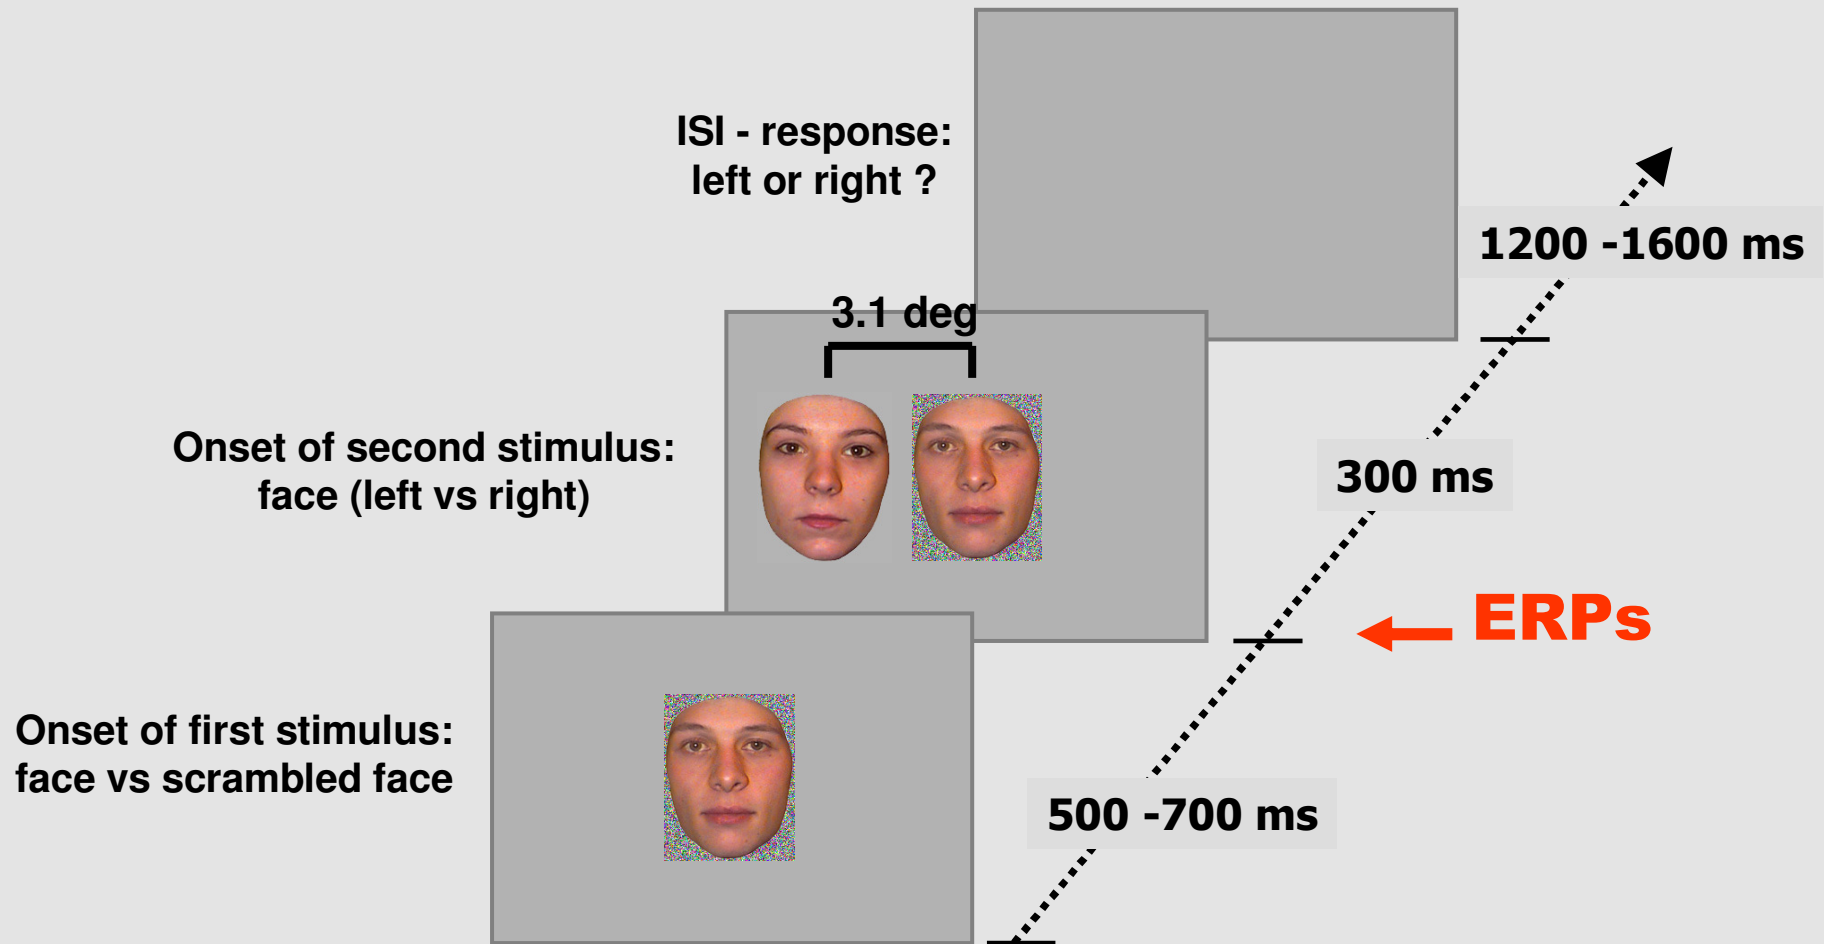 ISI - response:
left or right ?
1200 -1600 ms
3.1 deg
Onset of second stimulus:
face (left vs right)
300 ms
ERPs
Onset of first stimulus:
face vs scrambled face
500 -700 ms